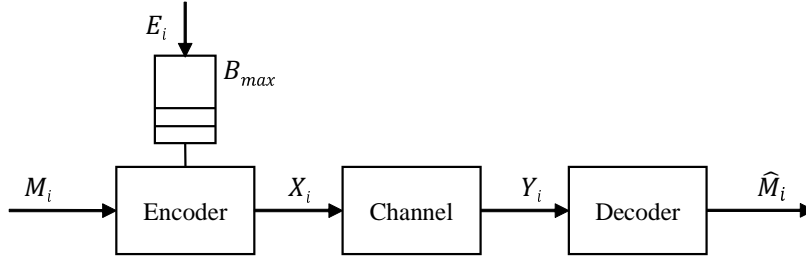 E_i
B_max
M_i
Encoder
X_i
Channel
Y_i
Decoder
M̂_i